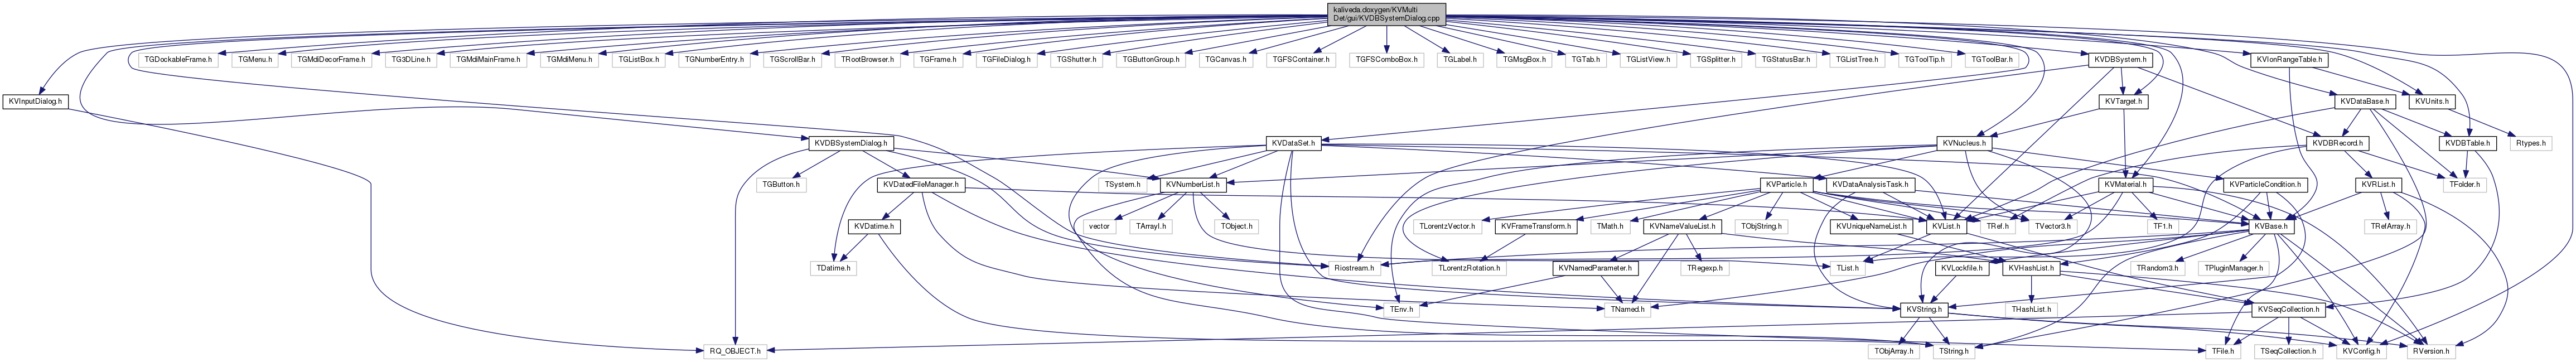 kaliveda.doxygen/KVMulti
Det/gui/KVDBSystemDialog.cpp
TGDockableFrame.h
TGMenu.h
TGMdiDecorFrame.h
TG3DLine.h
TGMdiMainFrame.h
TGMdiMenu.h
TGListBox.h
TGNumberEntry.h
TGScrollBar.h
TRootBrowser.h
TGFrame.h
TGFileDialog.h
TGShutter.h
TGButtonGroup.h
TGCanvas.h
TGFSContainer.h
TGFSComboBox.h
TGLabel.h
TGMsgBox.h
TGTab.h
TGListView.h
TGSplitter.h
TGStatusBar.h
TGListTree.h
TGToolTip.h
TGToolBar.h
KVDBSystem.h
KVIonRangeTable.h
KVInputDialog.h
KVTarget.h
KVDataBase.h
KVUnits.h
KVDBSystemDialog.h
KVDataSet.h
KVNucleus.h
KVDBRecord.h
KVDBTable.h
Rtypes.h
TGButton.h
KVDatedFileManager.h
TSystem.h
KVNumberList.h
KVParticle.h
KVDataAnalysisTask.h
KVMaterial.h
KVParticleCondition.h
KVRList.h
TFolder.h
KVDatime.h
vector
TArrayI.h
TObject.h
TLorentzVector.h
KVFrameTransform.h
TMath.h
KVNameValueList.h
TObjString.h
KVUniqueNameList.h
KVList.h
TRef.h
TVector3.h
TF1.h
KVBase.h
TRefArray.h
TDatime.h
Riostream.h
TLorentzRotation.h
KVNamedParameter.h
TRegexp.h
TList.h
KVLockfile.h
KVHashList.h
TRandom3.h
TPluginManager.h
TEnv.h
TNamed.h
KVString.h
THashList.h
KVSeqCollection.h
RQ_OBJECT.h
TObjArray.h
TString.h
TFile.h
TSeqCollection.h
KVConfig.h
RVersion.h